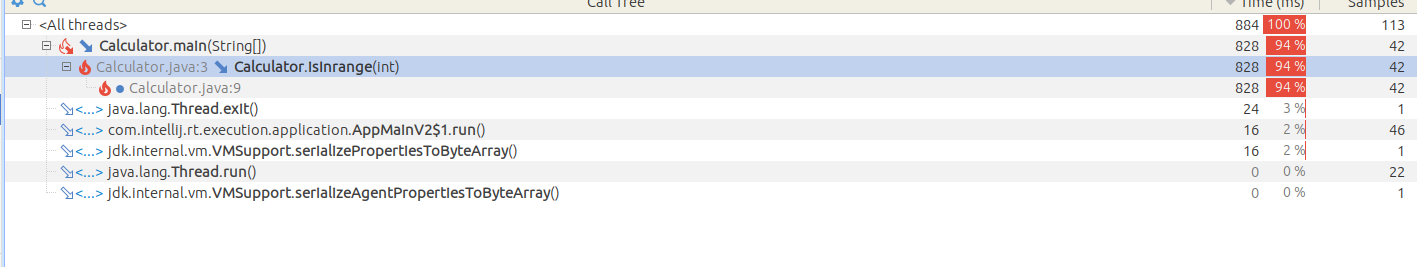 Call Tree Time (ms) Samples
<All threads> 884 100 % 113
Calculator.main(String[]) 828 94 % 42
Calculator.java:3 Calculator.isInrange(int) 828 94 % 42
Calculator.java:9 828 94 % 42
<...> java.lang.Thread.exit() 24 3 % 1
<...> com.intellij.rt.execution.application.AppMainV2$1.run() 16 2 % 46
<...> jdk.internal.vm.VMSupport.serializePropertiesToByteArray() 16 2 % 1
<...> java.lang.Thread.run() 0 0 % 22
<...> jdk.internal.vm.VMSupport.serializeAgentPropertiesToByteArray() 0 0 % 1